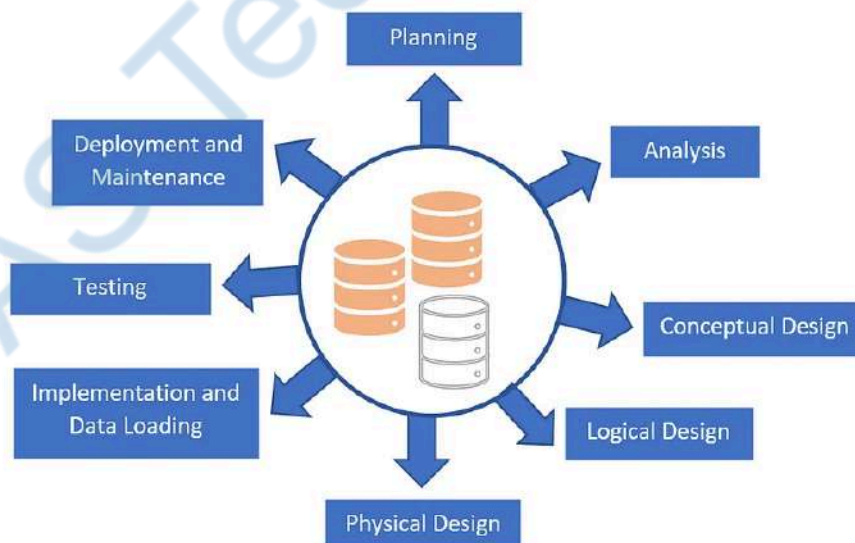 Planning
Analysis
Conceptual Design
Logical Design
Physical Design
Implementation and
Data Loading
Testing
Deployment and
Maintenance